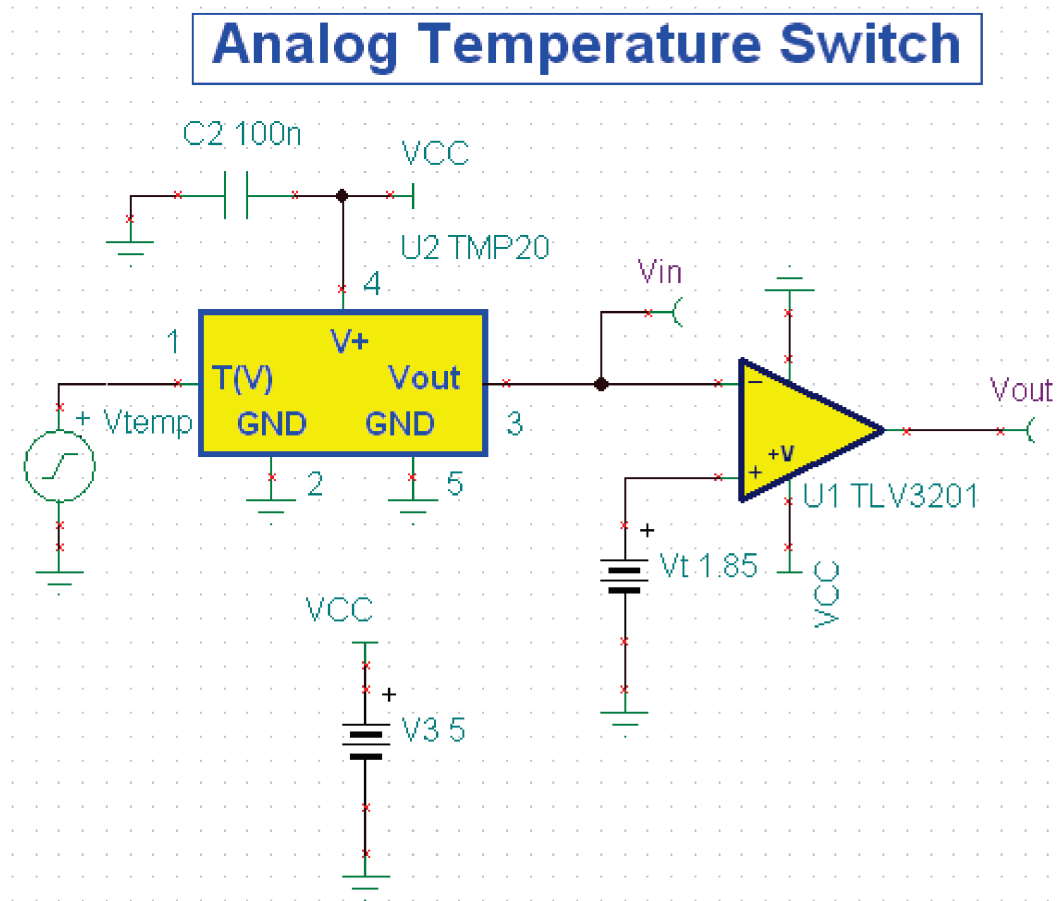 Analog Temperature Switch
C2 100n
VCC
U2 TMP20
4
Vin
1
V+
T(V)
Vout
+ Vtemp
GND
GND
3
2
5
−
+
+V
Vout
U1 TLV3201
+
Vt 1.85
VCC
VCC
+
V3 5